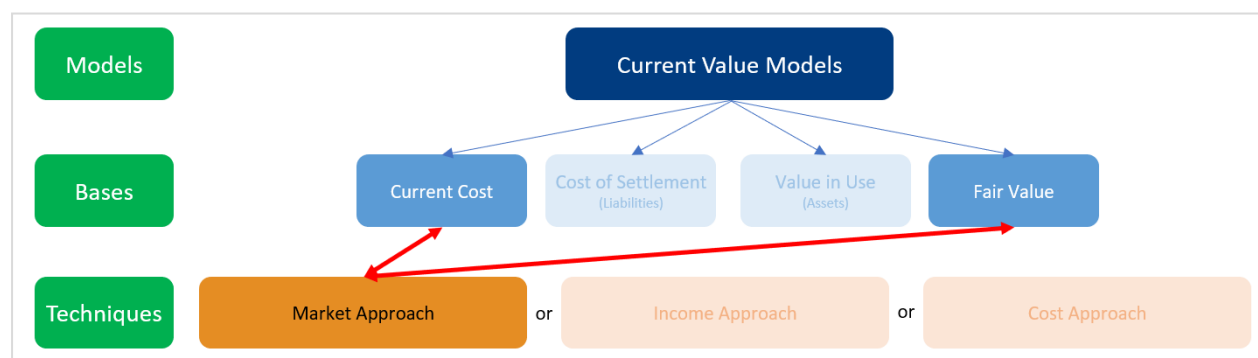 Models
Current Value Models
Bases
Current Cost
Cost of Settlement
(Liabilities)
Value in Use
(Assets)
Fair Value
Techniques
Market Approach
or
Income Approach
or
Cost Approach